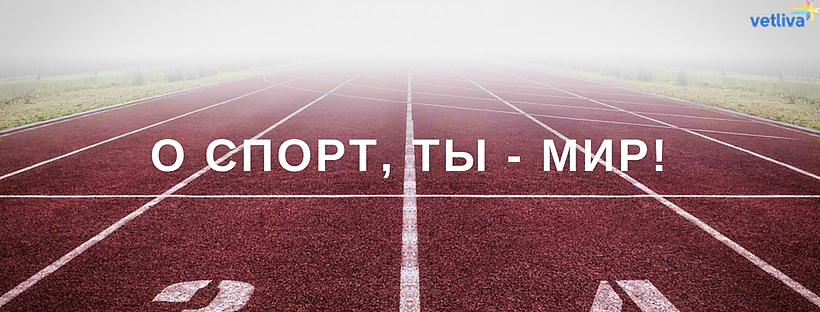 vetliva
О СПОРТ, ТЫ - МИР!